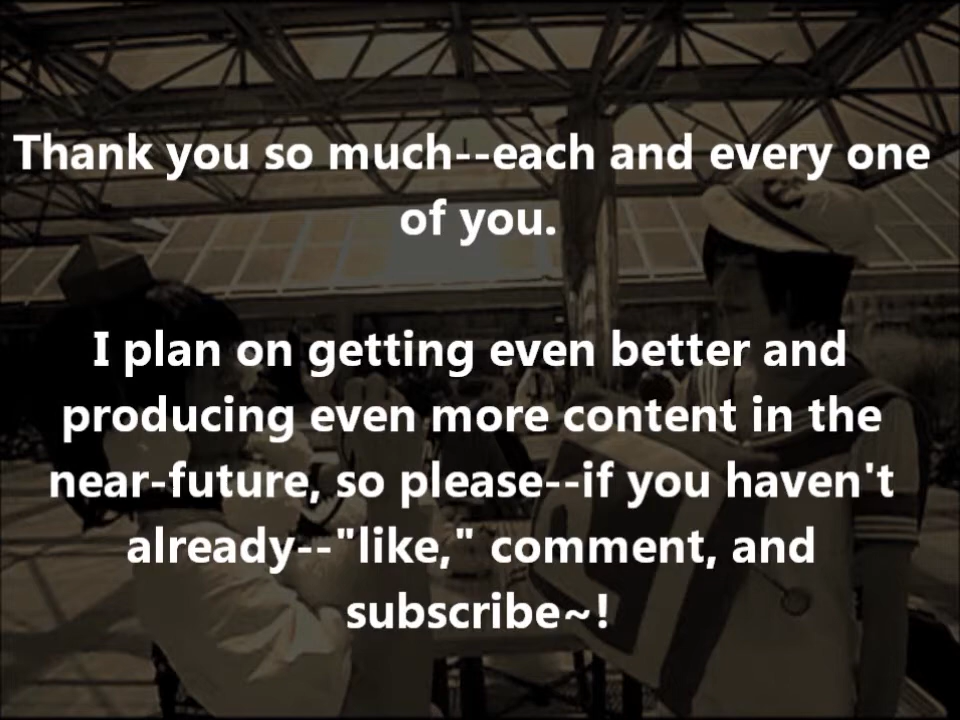 Thank you so much--each and every one
of you.
I plan on getting even better and
producing even more content in the
near-future, so please--if you haven't
already--"like," comment, and
subscribe~!